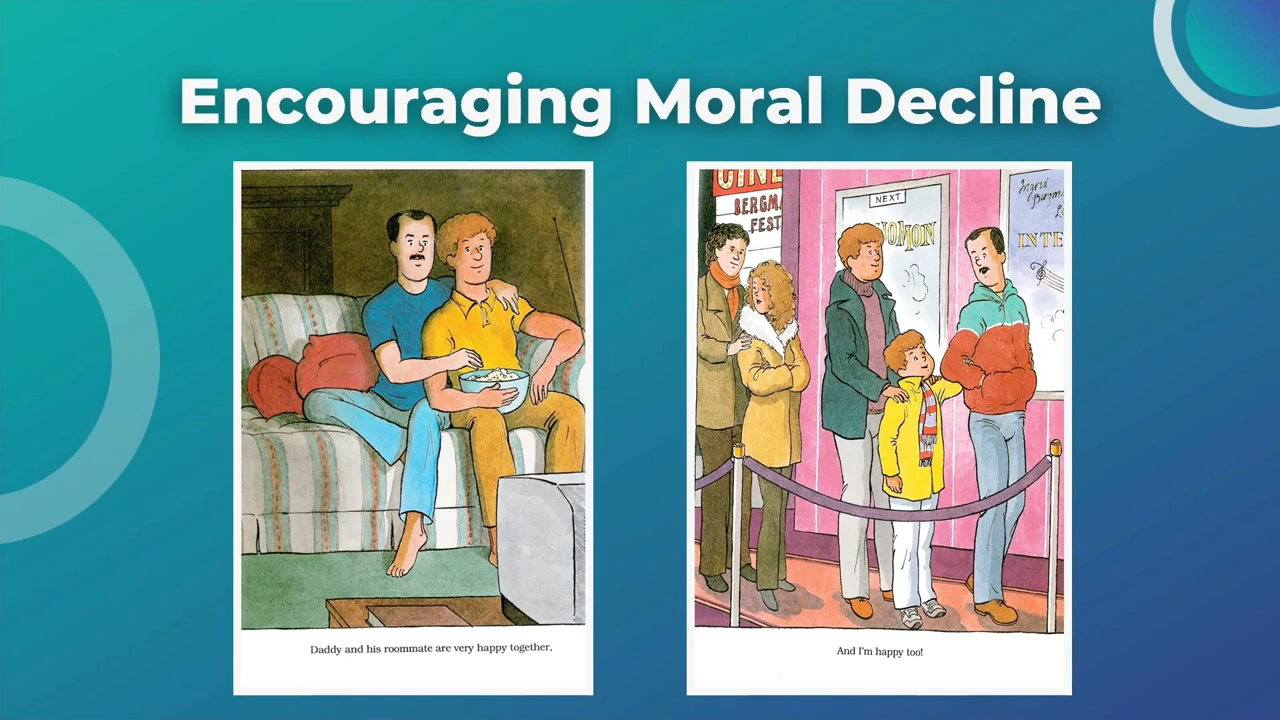 Encouraging Moral Decline
BERGMA
FEST
NEXT
INTE
Daddy and his roommate are very happy together,
And I'm happy too!